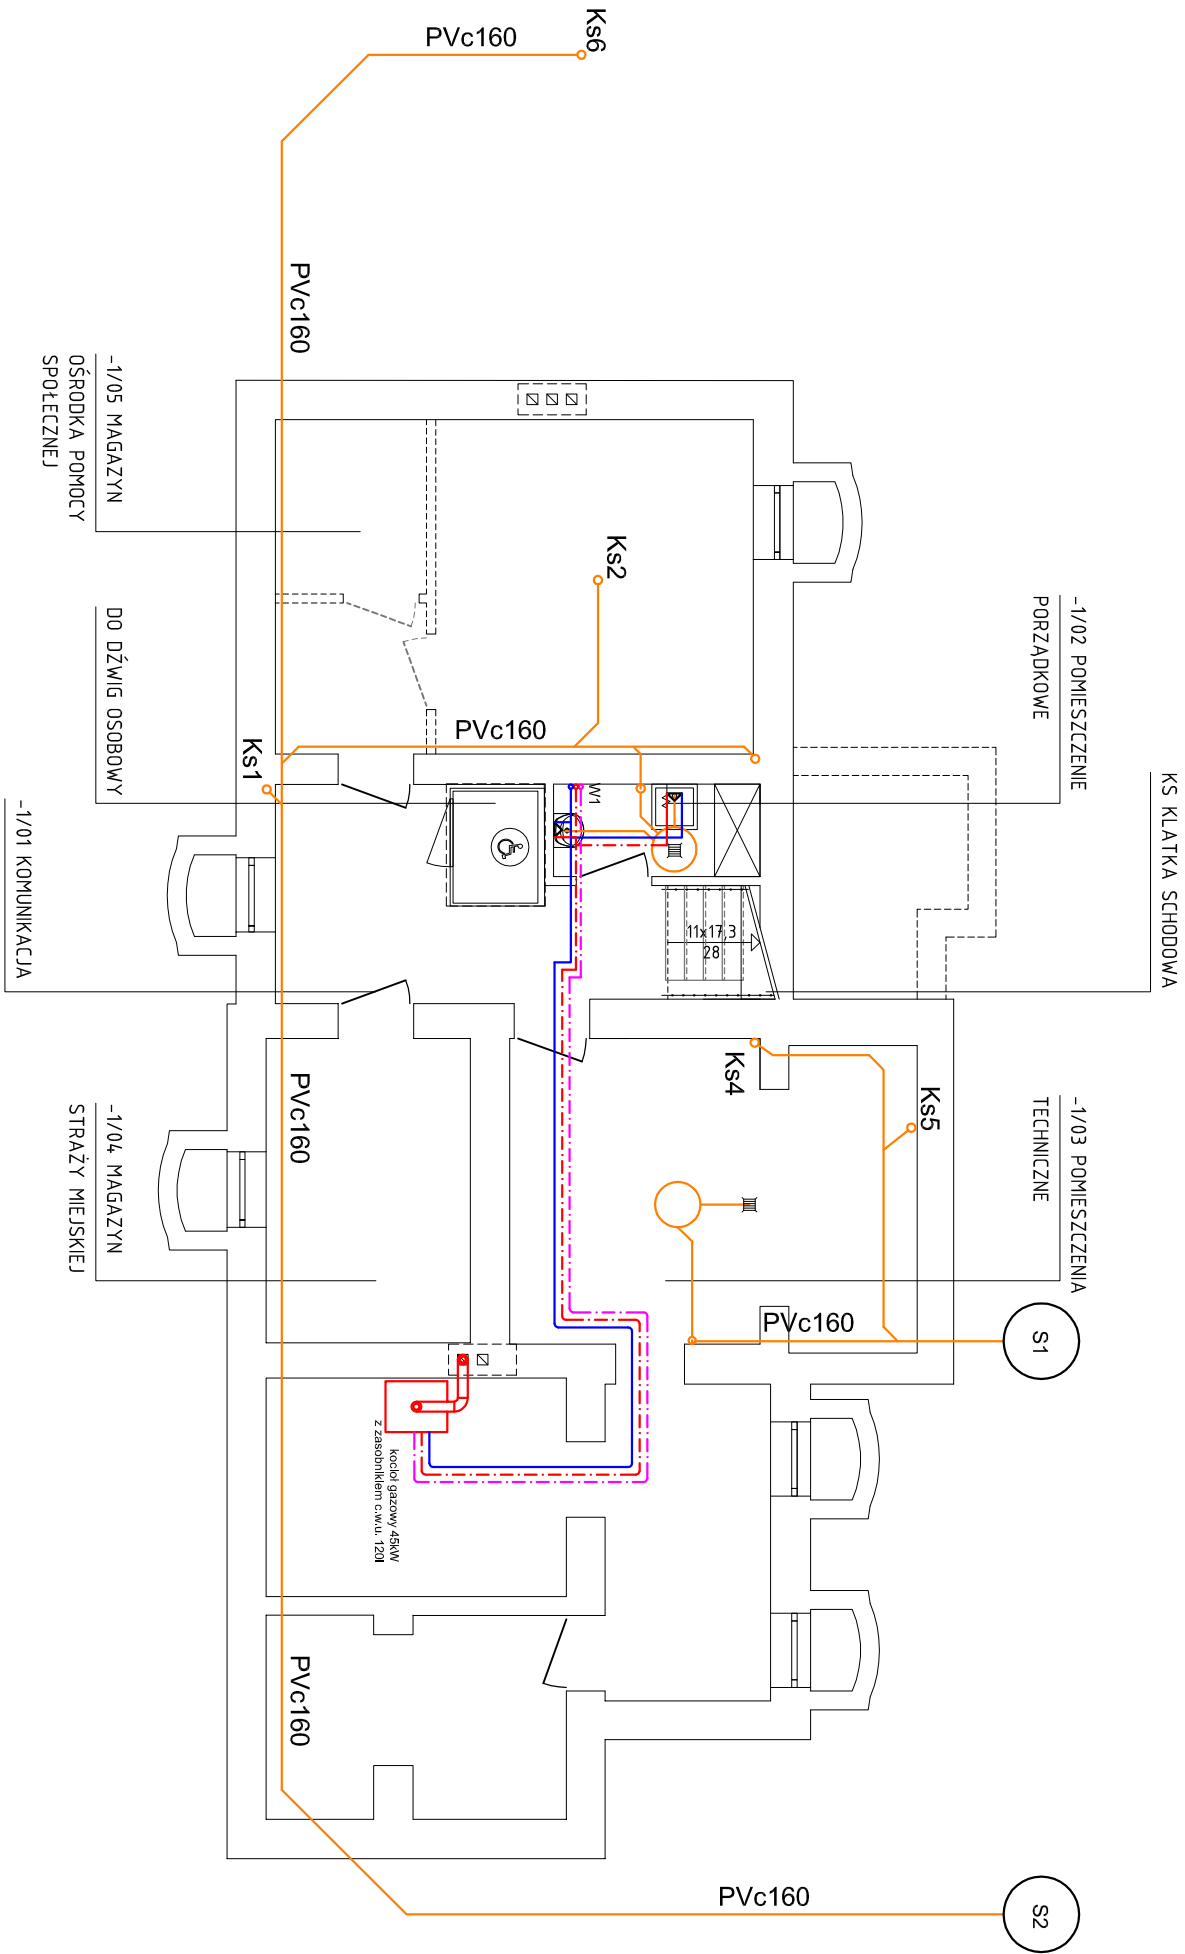 Ks6
PVc160
PVc160
-1/05 MAGAZYN
OŚRODKA POMOCY
SPOŁECZNEJ
Ks2
-1/02 POMIESZCZENIE
PORZĄDKOWE
DO DŹWIG OSOBOWY
PVc160
Ks1
W1
KS KLATKA SCHODOWA
-1/01 KOMUNIKACJA
11x17,3
28
Ks4
Ks5
-1/03 POMIESZCZENIA
TECHNICZNE
PVc160
-1/04 MAGAZYN
STRAŻY MIEJSKIEJ
PVc160
S1
kocioł gazowy 45kW
z zasobnikiem c.w.u. 120l
PVc160
PVc160
S2